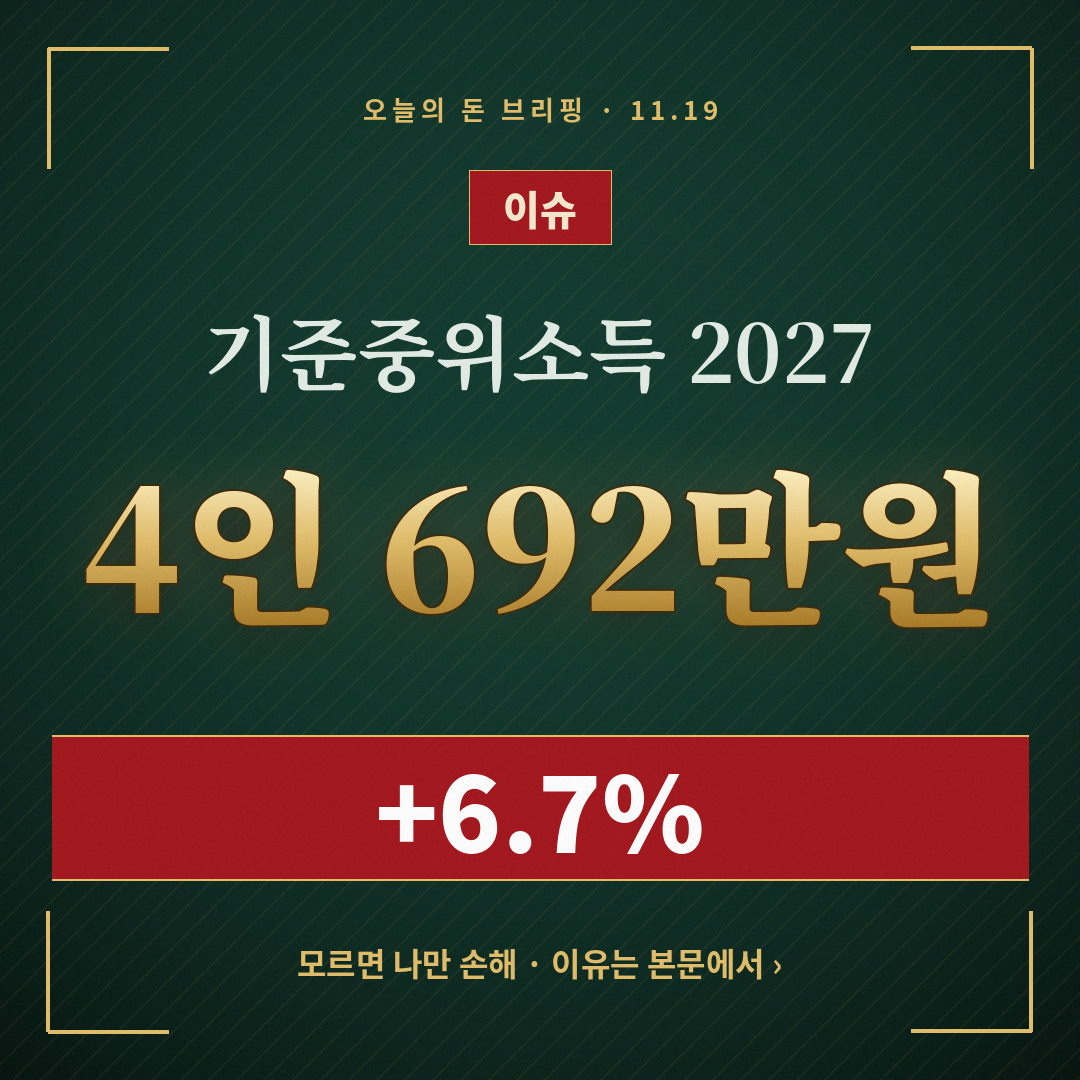 오늘의 돈 브리핑 · 11.19
이슈
기준중위소득 2027
4인 692만원
+6.7%
모르면 나만 손해 · 이유는 본문에서 ›